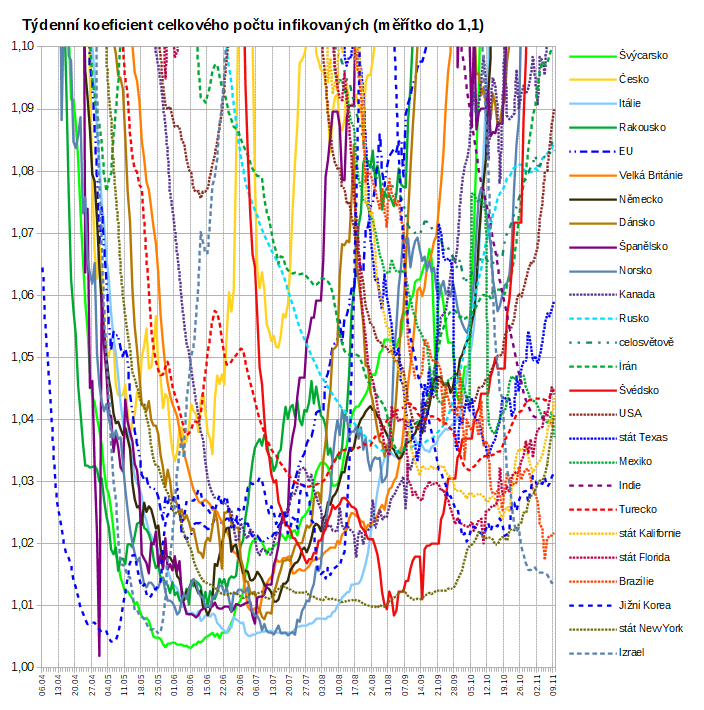 Týdenní koeficient celkového počtu infikovaných (měřítko do 1,1)
1,10
1,09
1,08
1,07
1,06
1,05
1,04
1,03
1,02
1,01
1,00
06.04
13.04
20.04
27.04
04.05
11.05
18.05
25.05
01.06
08.06
15.06
22.06
29.06
06.07
13.07
20.07
27.07
03.08
10.08
17.08
24.08
31.08
07.09
14.09
21.09
28.09
05.10
12.10
19.10
26.10
02.11
09.11
Švýcarsko
Česko
Itálie
Rakousko
EU
Velká Británie
Německo
Dánsko
Španělsko
Norsko
Kanada
Rusko
celosvětově
Írán
Švédsko
USA
stát Texas
Mexiko
Indie
Turecko
stát Kalifornie
stát Florida
Brazílie
Jižní Korea
stát NewYork
Izrael